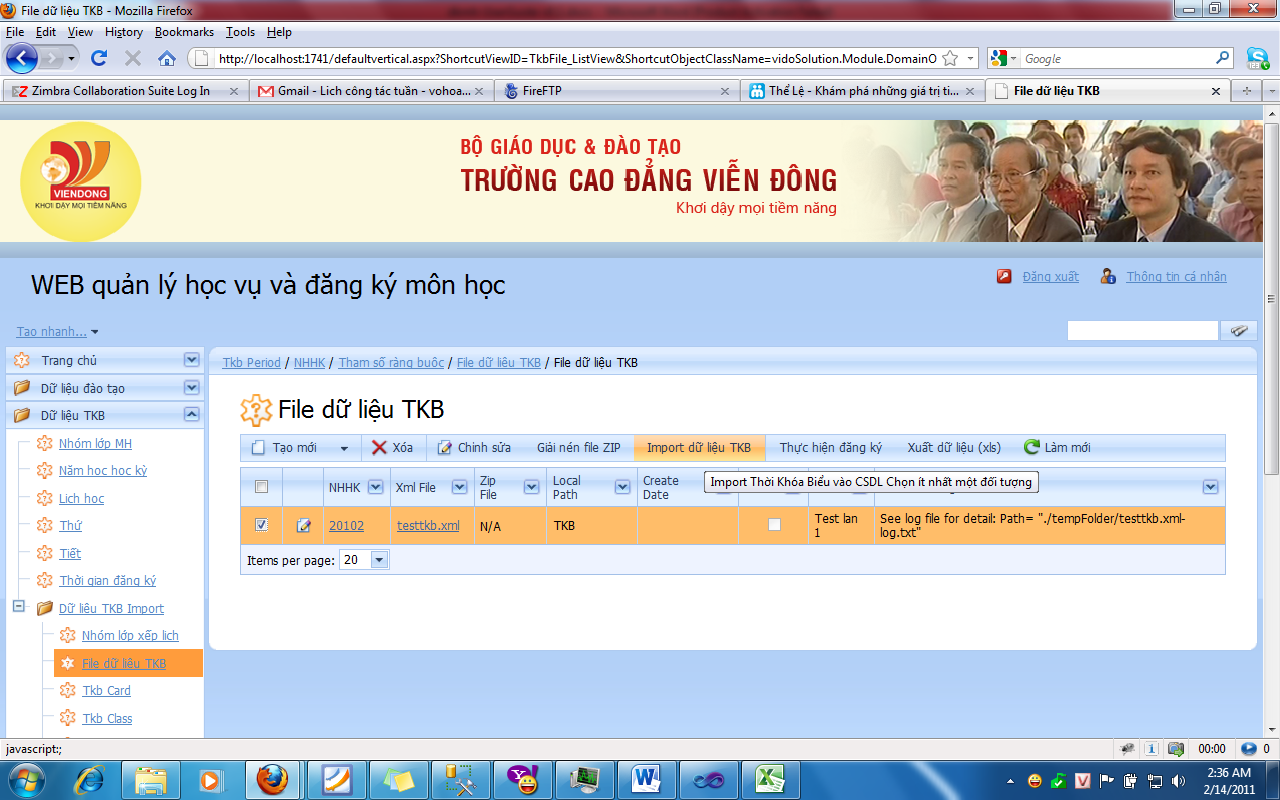 File dữ liệu TKB - Mozilla Firefox
File Edit View History Bookmarks Tools Help
http://localhost:1741/defaultvertical.aspx?ShortcutViewID=TkbFile_ListView&ShortcutObjectClassName=vidoSolution.Module.DomainO
Google
Zimbra Collaboration Suite Log In
Gmail - Lich công tác tuần - vohoa...
FireFTP
Thể Lệ - Khám phá những giá trị ti...
File dữ liệu TKB
VIENDONG
KHƠI DẬY MỌI TIỀM NĂNG
BỘ GIÁO DỤC & ĐÀO TẠO
TRƯỜNG CAO ĐẲNG VIỄN ĐÔNG
Khơi dậy mọi tiềm năng
WEB quản lý học vụ và đăng ký môn học
Đăng xuất
Thông tin cá nhân
Tạo nhanh...
Trang chủ
Dữ liệu đào tạo
Dữ liệu TKB
Nhóm lớp MH
Năm học học kỳ
Lịch học
Thứ
Tiết
Thời gian đăng ký
Dữ liệu TKB Import
Nhóm lớp xếp lịch
File dữ liệu TKB
Tkb Card
Tkb Class
Tkb Period / NHHK / Tham số ràng buộc / File dữ liệu TKB / File dữ liệu TKB
File dữ liệu TKB
Tạo mới Xóa Chỉnh sửa Giải nén file ZIP Import dữ liệu TKB Thực hiện đăng ký Xuất dữ liệu (xls) Làm mới
Import Thời Khóa Biểu vào CSDL Chọn ít nhất một đối tượng
NHHK Xml File Zip File Local Path Create Date
20102 testtkb.xml N/A TKB Test lan 1 See log file for detail: Path= "./tempFolder/testtkb.xml-log.txt"
Items per page: 20
javascript:;
00:00 0
2:36 AM
2/14/2011